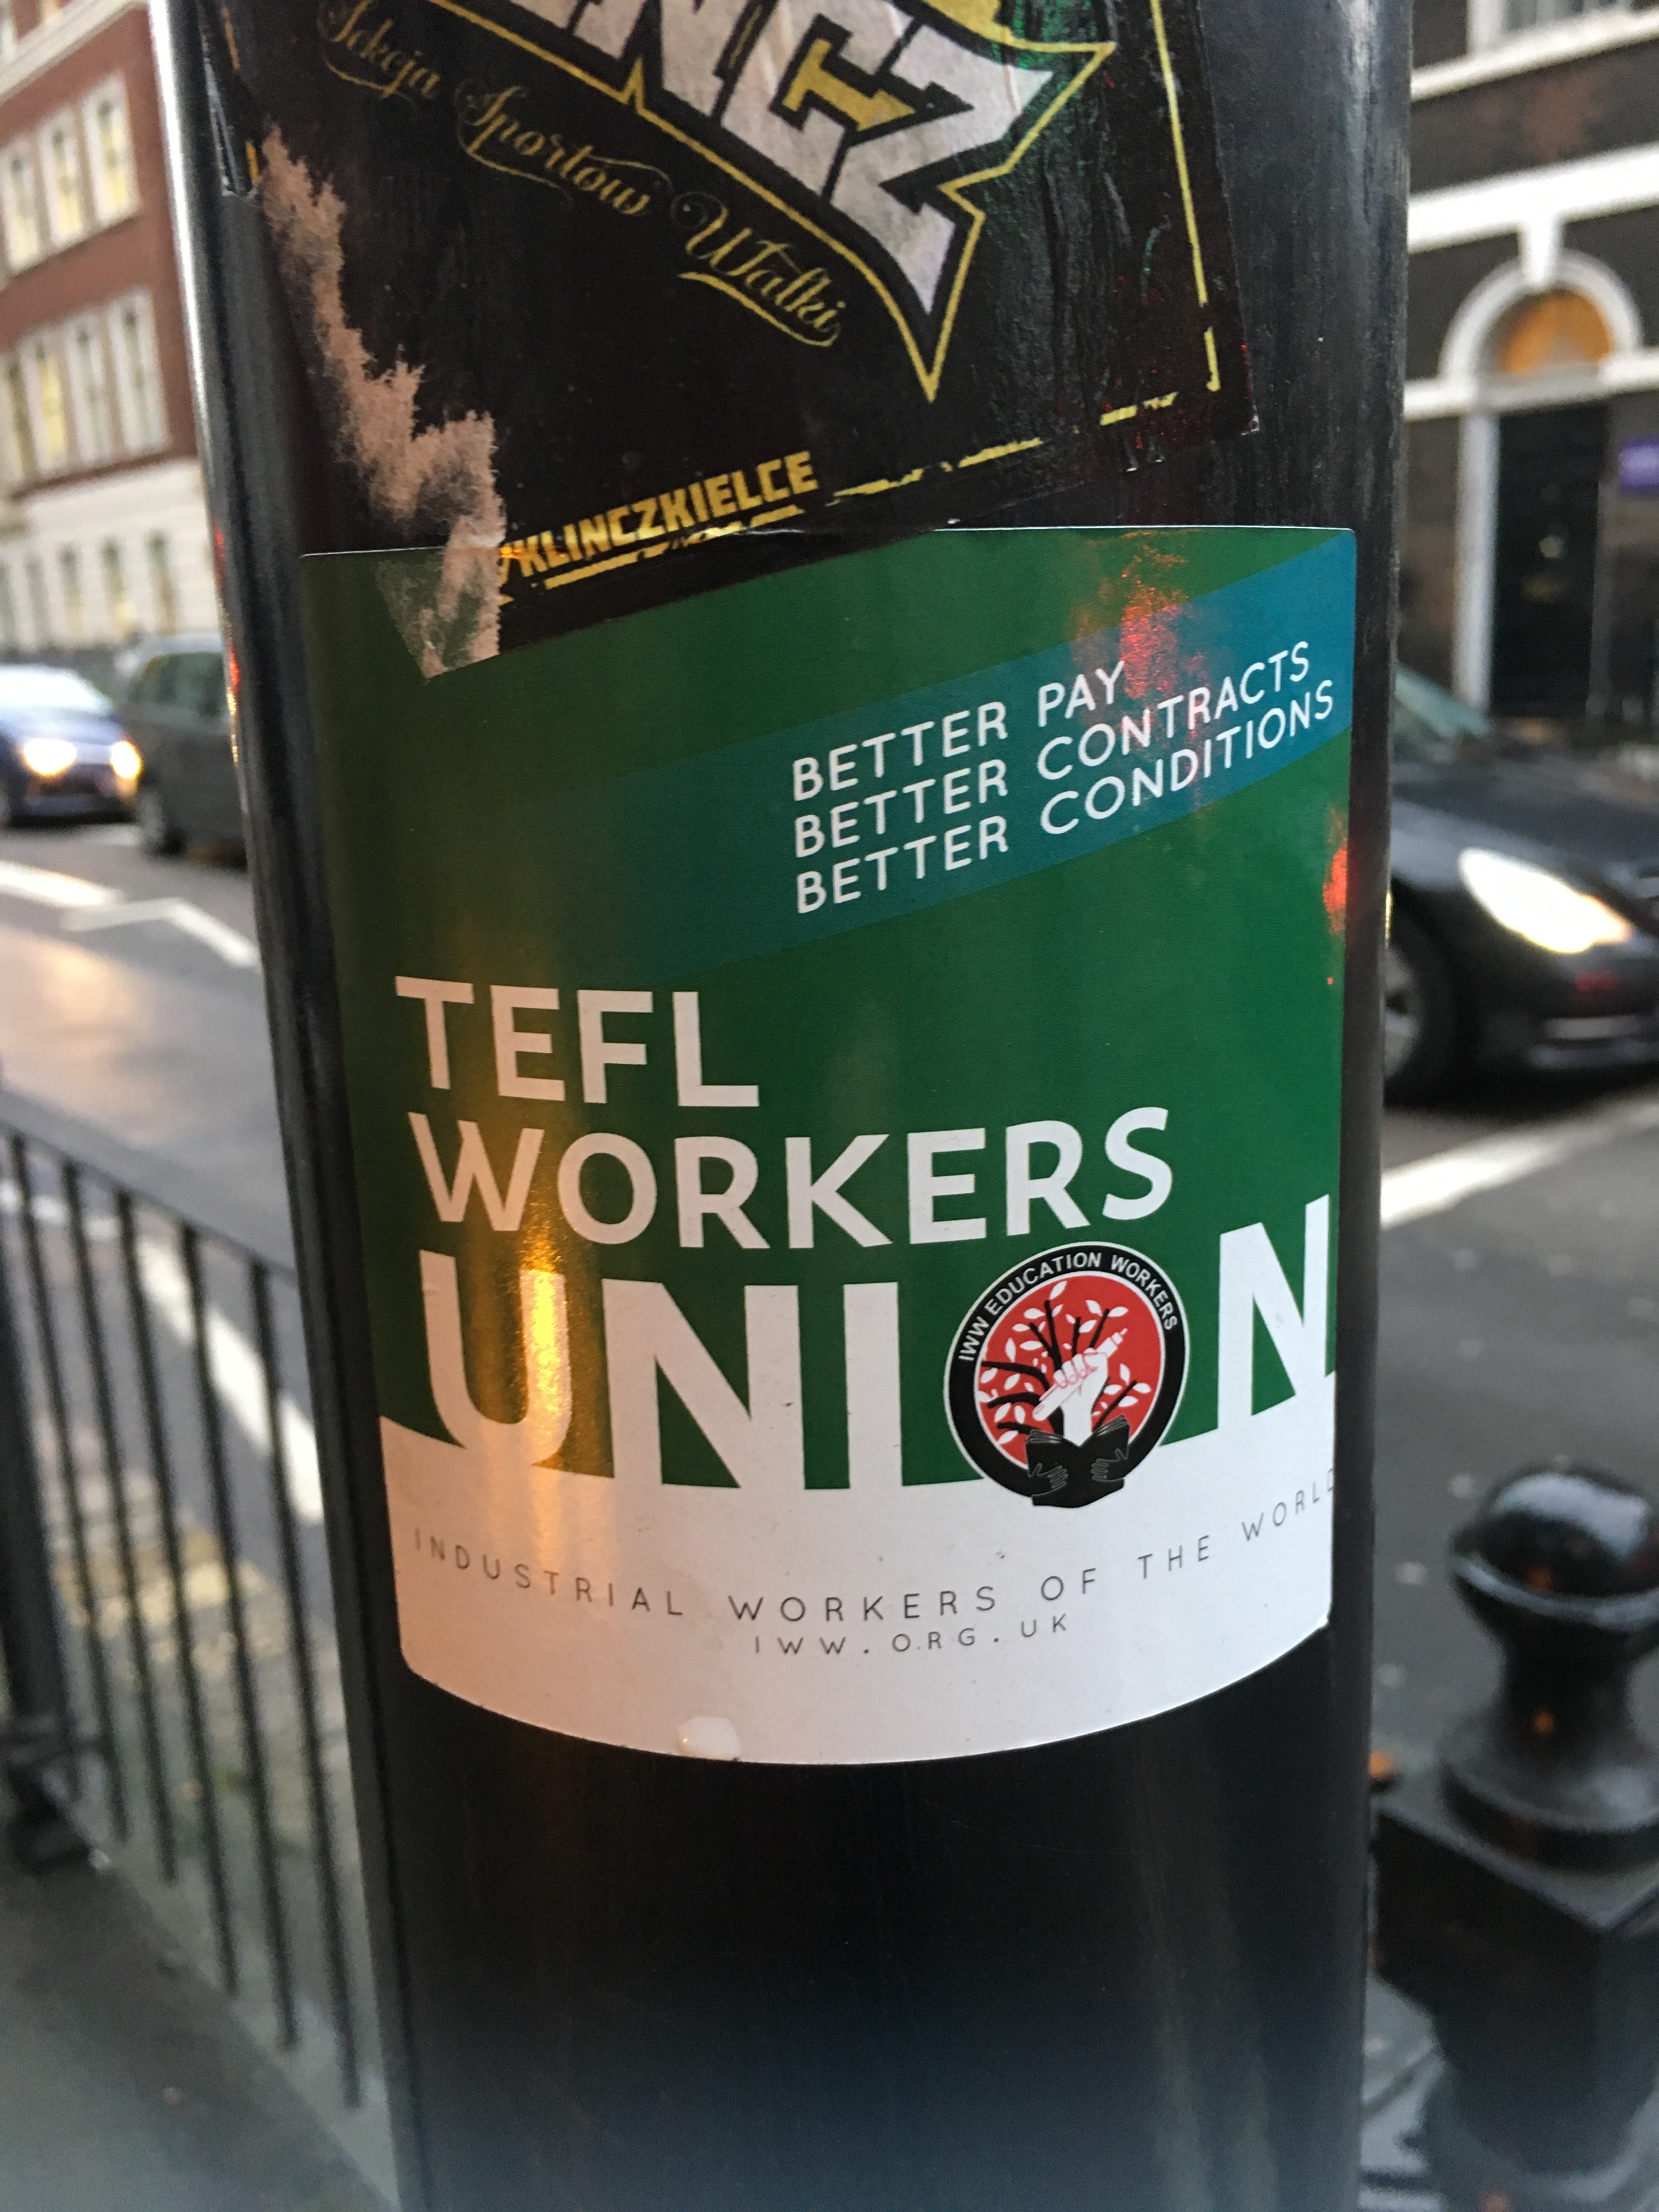 Sekcja Sportów Walki
/KLINCZKIELCE
BETTER PAY
BETTER CONTRACTS
BETTER CONDITIONS
TEFL
WORKERS
UNION
IWW EDUCATION WORKERS
INDUSTRIAL WORKERS OF THE WORLD
IWW.ORG.UK